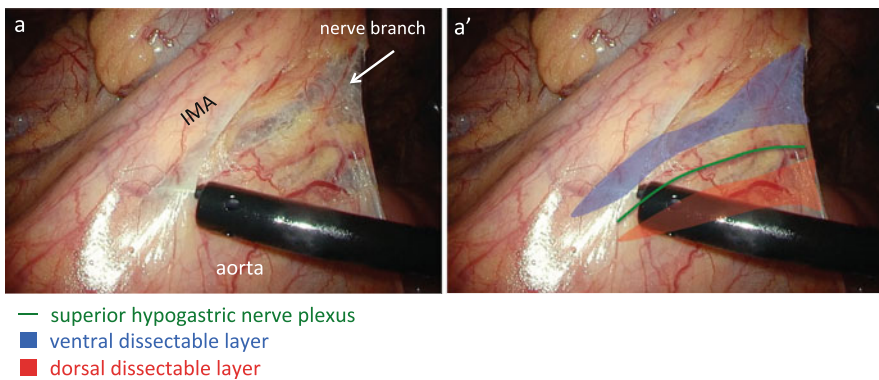 a
nerve branch
IMA
aorta
a’
superior hypogastric nerve plexus
ventral dissectable layer
dorsal dissectable layer